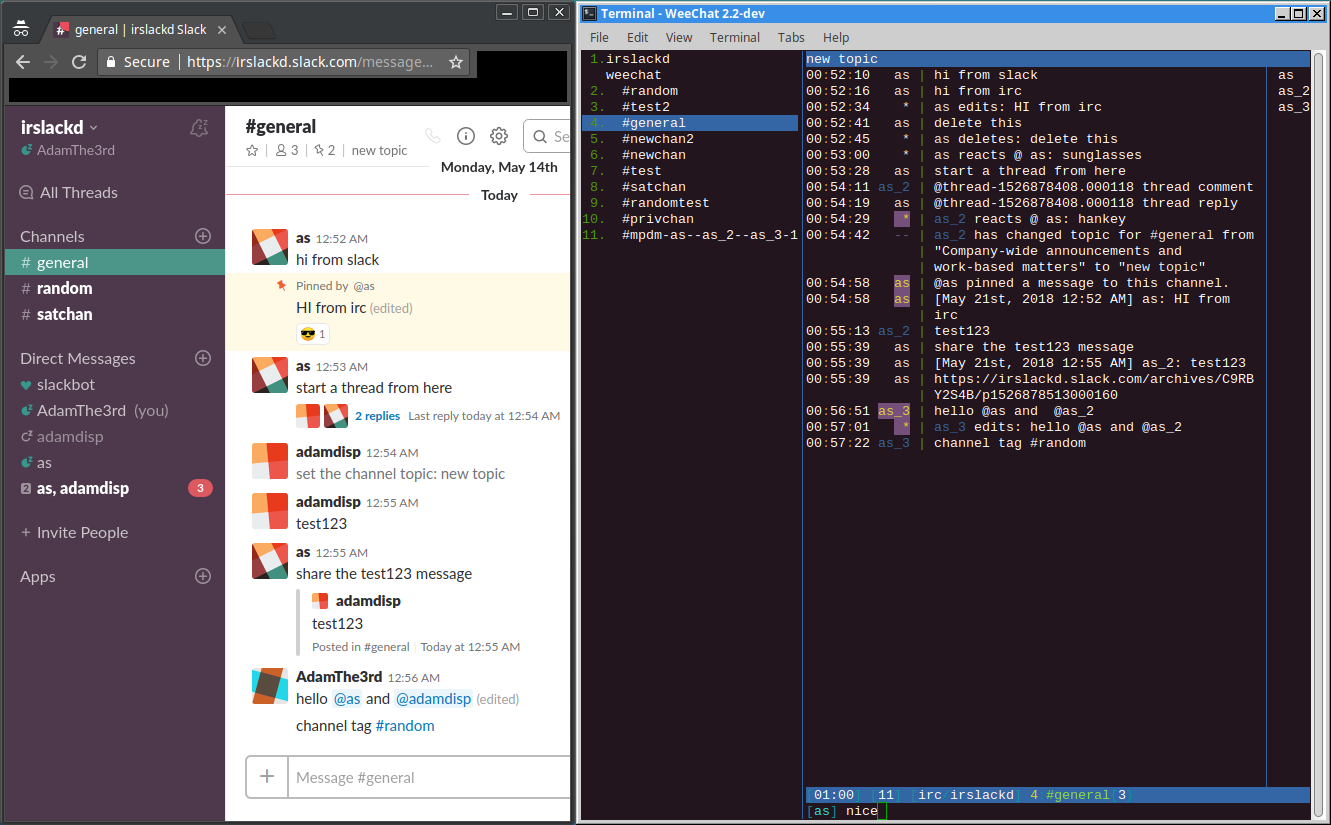 general | irslackd Slack
Secure | https://irslackd.slack.com/message...
irslackd
AdamThe3rd
All Threads
Channels
# general
# random
# satchan
Direct Messages
slackbot
AdamThe3rd (you)
adamdisp
as
2 as, adamdisp 3
+ Invite People
Apps
#general
3 | 2 | new topic
Se
Monday, May 14th
Today
as 12:52 AM
hi from slack
Pinned by @as
HI from irc (edited)
1
as 12:53 AM
start a thread from here
2 replies Last reply today at 12:54 AM
adamdisp 12:54 AM
set the channel topic: new topic
adamdisp 12:55 AM
test123
as 12:55 AM
share the test123 message
adamdisp
test123
Posted in #general | Today at 12:55 AM
AdamThe3rd 12:56 AM
hello @as and @adamdisp (edited)
channel tag #random
+ Message #general
Terminal - WeeChat 2.2-dev
File Edit View Terminal Tabs Help
1.irslackd
weechat
2. #random
3. #test2
4. #general
5. #newchan2
6. #newchan
7. #test
8. #satchan
9. #randomtest
10. #privchan
11. #mpdm-as--as_2--as_3-1
new topic
00:52:10 as | hi from slack
00:52:16 as | hi from irc
00:52:34 * | as edits: HI from irc
00:52:41 as | delete this
00:52:45 * | as deletes: delete this
00:53:00 * | as reacts @ as: sunglasses
00:53:28 as | start a thread from here
00:54:11 as_2 | @thread-1526878408.000118 thread comment
00:54:19 as | @thread-1526878408.000118 thread reply
00:54:29 * | as_2 reacts @ as: hankey
00:54:42 -- | as_2 has changed topic for #general from
| "Company-wide announcements and
| work-based matters" to "new topic"
00:54:58 as | @as pinned a message to this channel.
00:54:58 as | [May 21st, 2018 12:52 AM] as: HI from
| irc
00:55:13 as_2 | test123
00:55:39 as | share the test123 message
00:55:39 as | [May 21st, 2018 12:55 AM] as_2: test123
00:55:39 as | https://irslackd.slack.com/archives/C9RB
| Y2S4B/p1526878513000160
00:56:51 as_3 | hello @as and  @as_2
00:57:01 * | as_3 edits: hello @as and @as_2
00:57:22 as_3 | channel tag #random
as
as_2
as_3
[01:00] [11] [irc/irslackd] 4 #general{3}
[as] nice